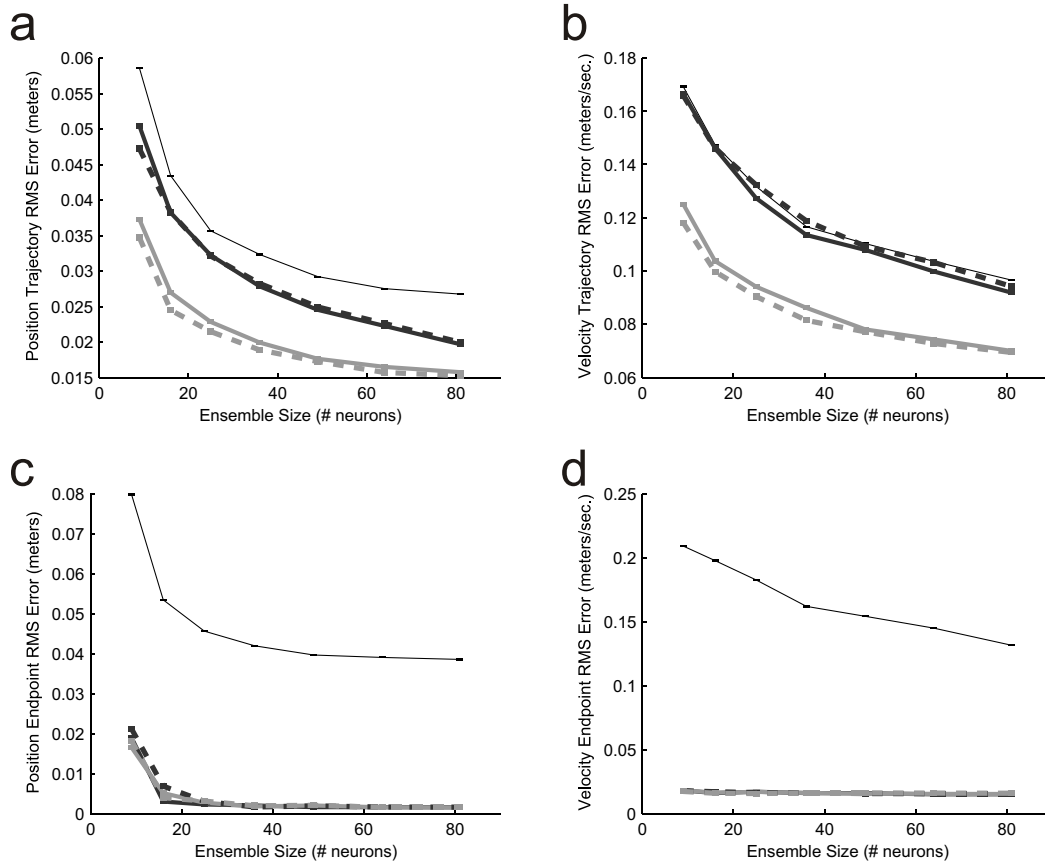 a
Position Trajectory RMS Error (meters)
0.06
0.055
0.05
0.045
0.04
0.035
0.03
0.025
0.02
0.015
0 20 40 60 80
Ensemble Size (# neurons)
b
Velocity Trajectory RMS Error (meters/sec.)
0.18
0.16
0.14
0.12
0.1
0.08
0.06
0 20 40 60 80
Ensemble Size (# neurons)
c
Position Endpoint RMS Error (meters)
0.08
0.07
0.06
0.05
0.04
0.03
0.02
0.01
0
0 20 40 60 80
Ensemble Size (# neurons)
d
Velocity Endpoint RMS Error (meters/sec.)
0.25
0.2
0.15
0.1
0.05
0
0 20 40 60 80
Ensemble Size (# neurons)